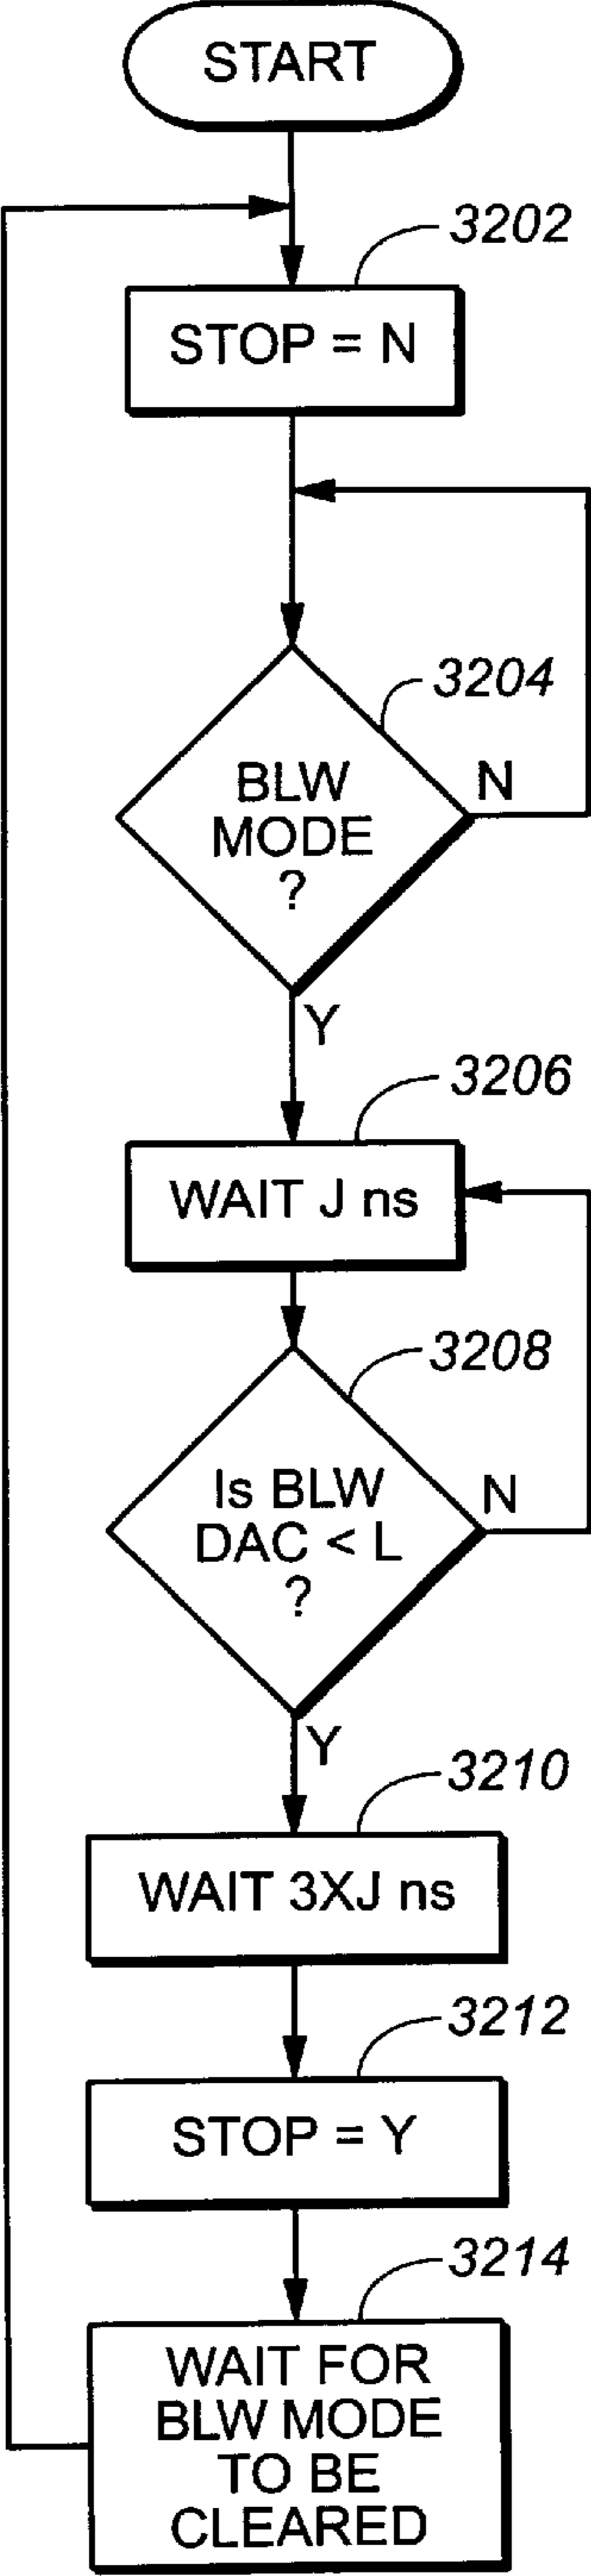 START
3202
STOP = N
3204
BLW
MODE
?
N
Y
3206
WAIT J ns
3208
Is BLW
DAC < L
?
N
Y
3210
WAIT 3XJ ns
3212
STOP = Y
3214
WAIT FOR
BLW MODE
TO BE
CLEARED